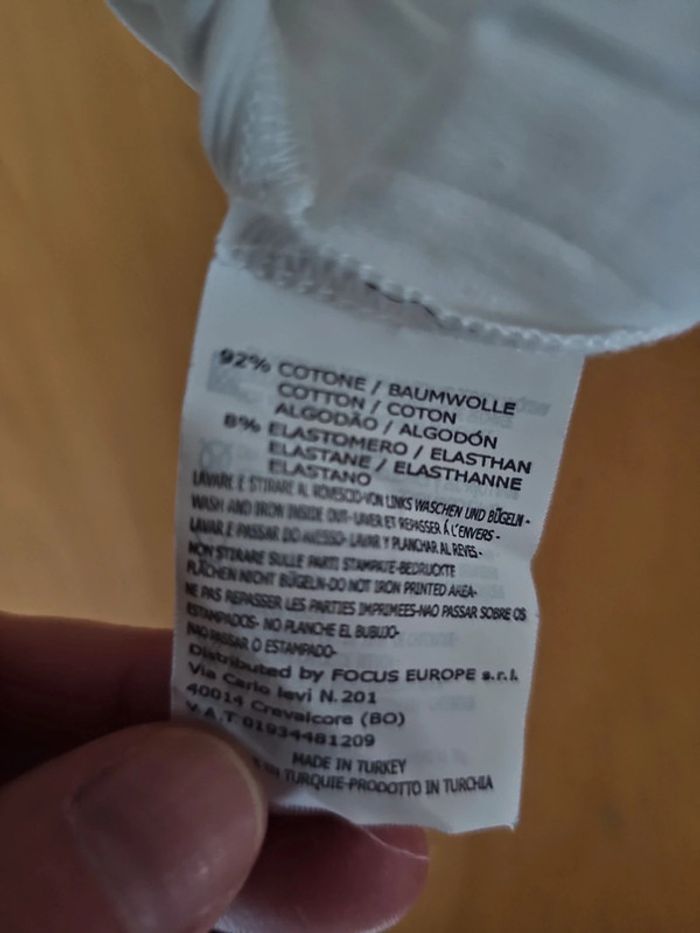 92% COTONE / BAUMWOLLE
COTTON / COTON
ALGODÃO / ALGODÓN
8% ELASTOMERO / ELASTHAN
ELASTANE / ELASTHANNE
ELASTANO
LAVARE E STIRARE AL ROVESCIO-VON LINKS WASCHEN UND BÜGELN-
WASH AND IRON INSIDE OUT-LAVER ET REPASSER Á L'ENVERS-
LAVAR E PASSAR DO AVESSO- LAVAR Y PLANCHAR AL REVES-
NON STIRARE SULLE PARTI STAMPATE-BEDRUCKTE
FLÄCHEN NICHT BÜGELN-DO NOT IRON PRINTED AREA-
NE PAS REPASSER LES PARTIES IMPRIMEES-NAO PASSAR SOBRE OS
ESTAMPADOS- NO PLANCHE EL BUBUJO-
NAO PASSAR O ESTAMPADO-
Distributed by FOCUS EUROPE s.r.l.
Via Carlo levi N.201
40014 Crevalcore (BO)
V.A.T 01934481209
MADE IN TURKEY
TURQUIE-PRODOTTO IN TURCHIA